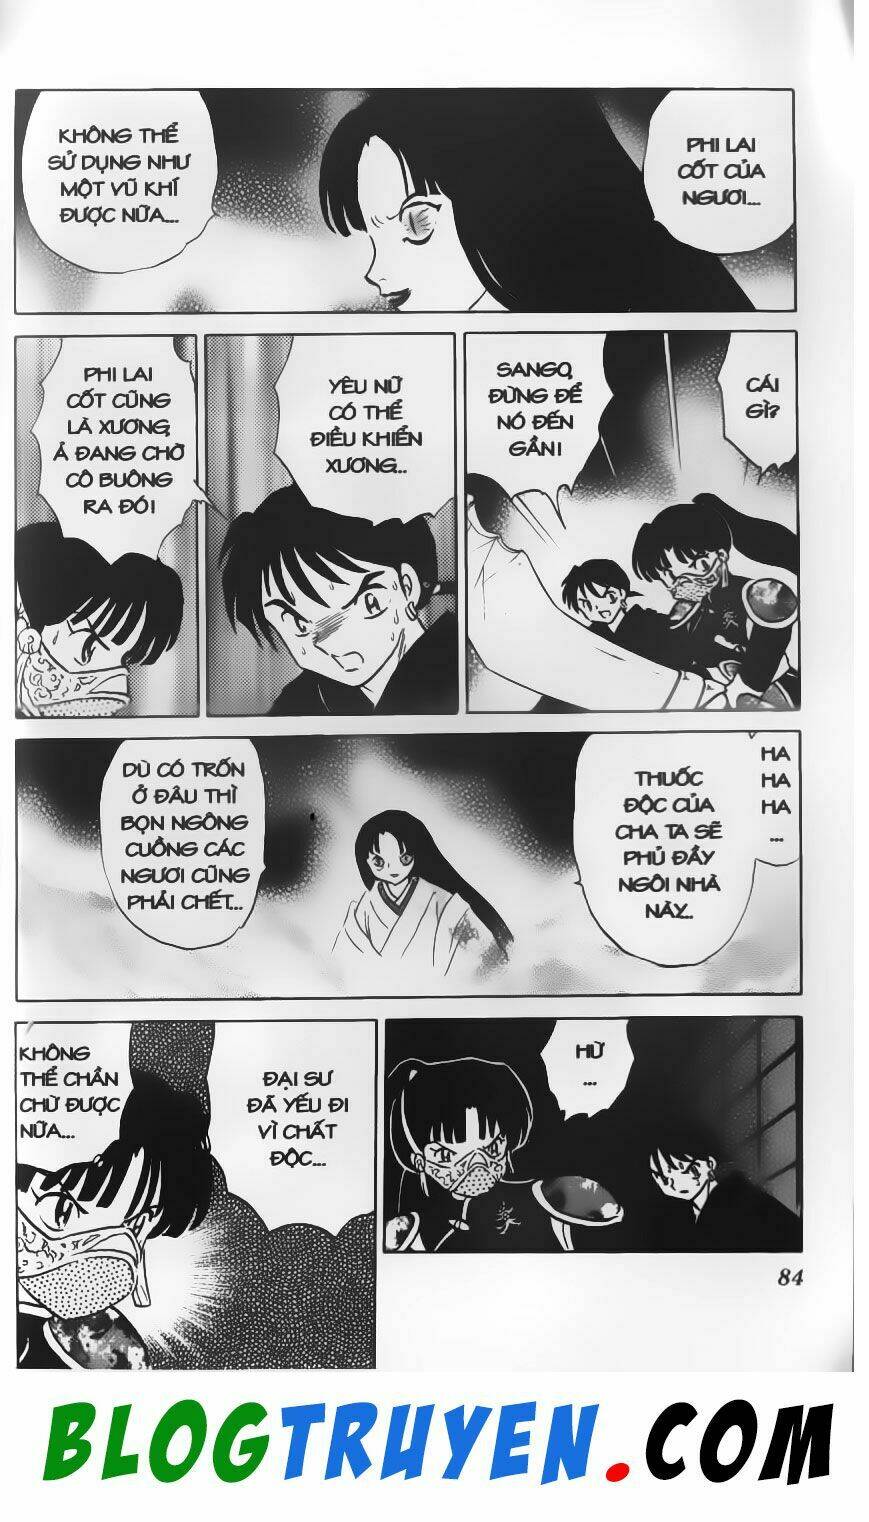 PHI LAI
CỐT CỦA
NGƯƠI...
KHÔNG THỂ
SỬ DỤNG NHƯ
MỘT VŨ KHÍ
ĐƯỢC NỮA...
CÁI
GÌ?
SANGO,
ĐỪNG ĐỂ
NÓ ĐẾN
GẦN!
YÊU NỮ
CÓ THỂ
ĐIỀU KHIỂN
XƯƠNG...
PHI LAI
CỐT CŨNG
LÀ XƯƠNG,
Ả ĐANG CHỜ
CÔ BUÔNG
RA ĐÓ!
HA
HA
HA
...
THUỐC
ĐỘC CỦA
CHA TA SẼ
PHỦ ĐẦY
NGÔI NHÀ
NÀY...
DÙ CÓ TRỐN
Ở ĐÂU THÌ
BỌN NGÔNG
CUỒNG CÁC
NGƯƠI CŨNG
PHẢI CHẾT...
HỪ
...
ĐẠI SƯ
ĐÃ YẾU ĐI
VÌ CHẤT
ĐỘC...
KHÔNG
THỂ CHẦN
CHỪ ĐƯỢC
NỮA...
84
BLOGTRUYEN.COM